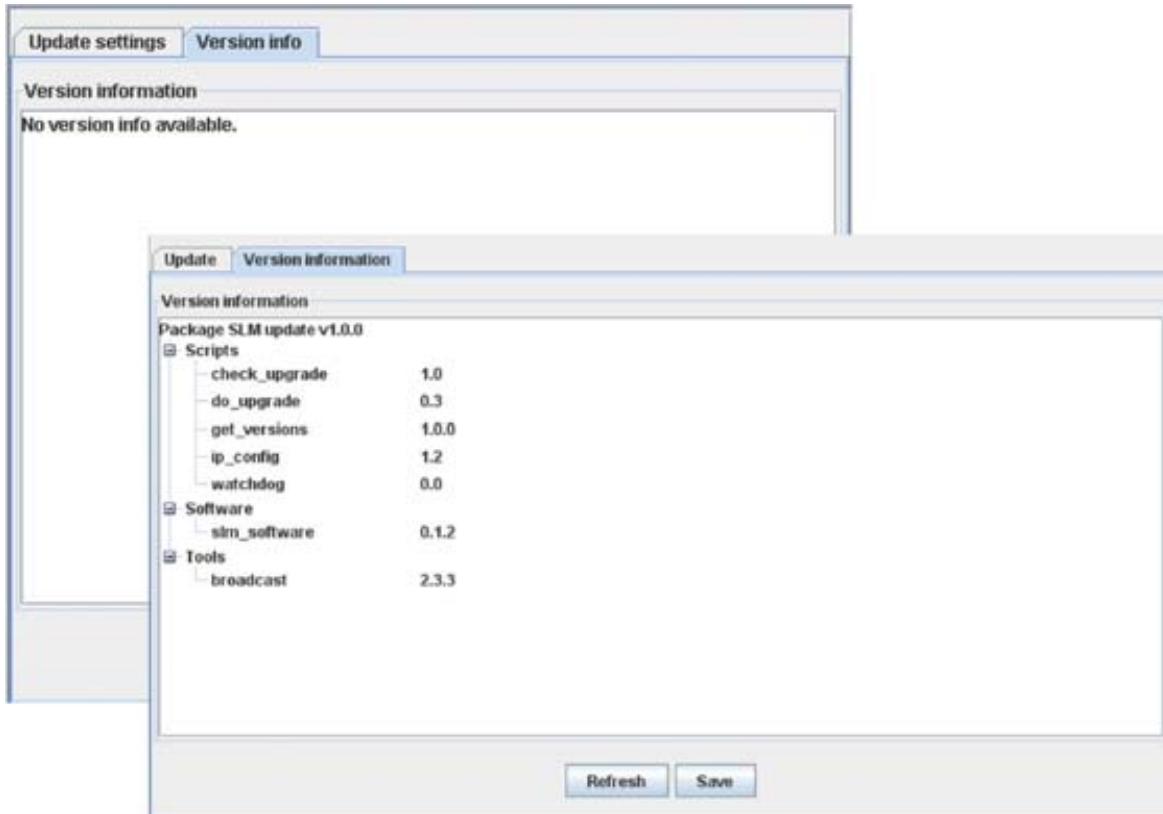 Update settings Version info
Version information
No version info available.
Update Version information
Version information
Package SLM update v1.0.0
Scripts
check_upgrade 1.0
do_upgrade 0.3
get_versions 1.0.0
ip_config 1.2
watchdog 0.0
Software
slm_software 0.1.2
Tools
broadcast 2.3.3
Refresh Save